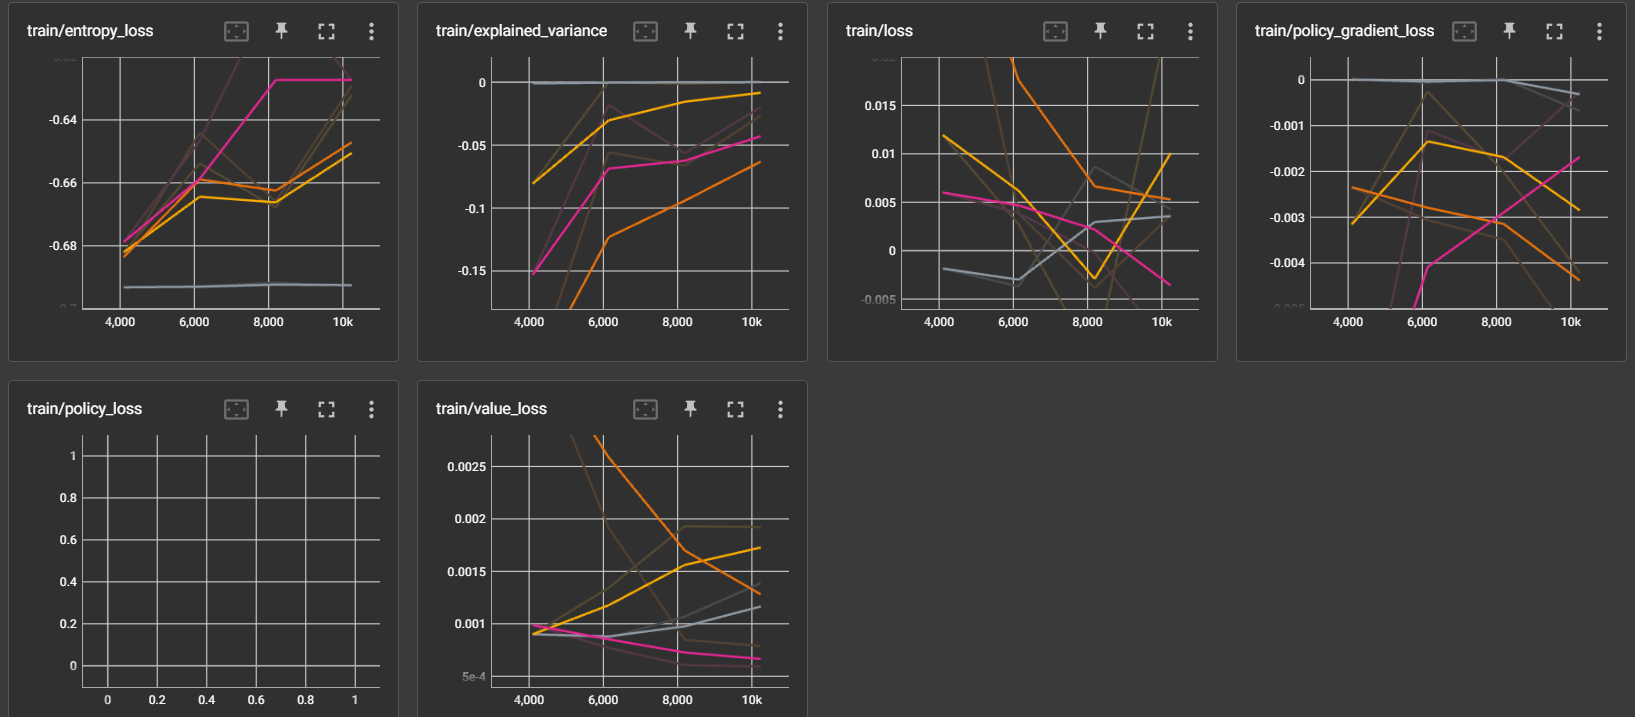 train/entropy_loss
-0.64
-0.66
-0.68
4,000 6,000 8,000 10k
train/explained_variance
0
-0.05
-0.1
-0.15
4,000 6,000 8,000 10k
train/loss
0.015
0.01
0.005
0
-0.005
4,000 6,000 8,000 10k
train/policy_gradient_loss
0
-0.001
-0.002
-0.003
-0.004
4,000 6,000 8,000 10k
train/policy_loss
1
0.8
0.6
0.4
0.2
0
0 0.2 0.4 0.6 0.8 1
train/value_loss
0.0025
0.002
0.0015
0.001
5e-4
4,000 6,000 8,000 10k